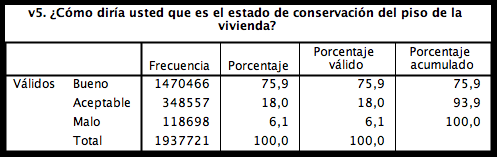 v5. ¿Cómo diría usted que es el estado de conservación del piso de la
vivienda?
Frecuencia Porcentaje Porcentaje válido Porcentaje acumulado
Válidos Bueno 1470466 75,9 75,9 75,9
Aceptable 348557 18,0 18,0 93,9
Malo 118698 6,1 6,1 100,0
Total 1937721 100,0 100,0